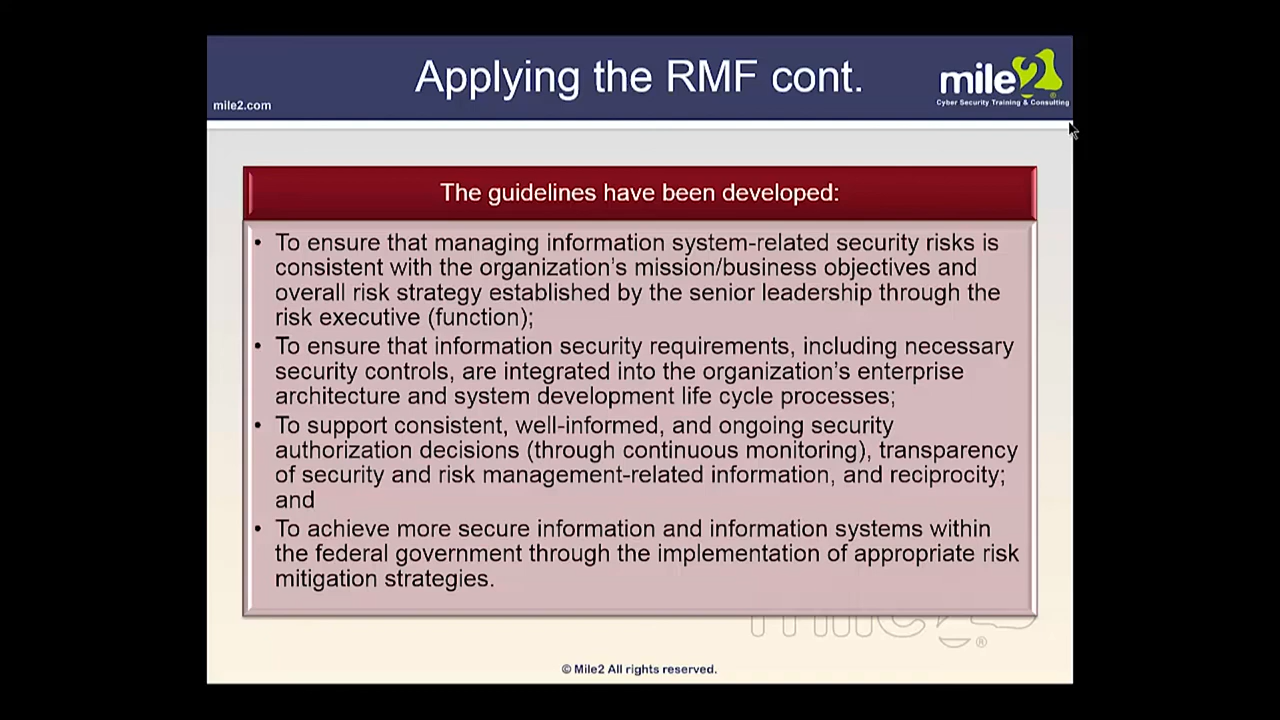 Applying the RMF cont.
mile2.com
mile2
Cyber Security Training & Consulting
The guidelines have been developed:
• To ensure that managing information system-related security risks is
consistent with the organization's mission/business objectives and
overall risk strategy established by the senior leadership through the
risk executive (function);
• To ensure that information security requirements, including necessary
security controls, are integrated into the organization's enterprise
architecture and system development life cycle processes;
• To support consistent, well-informed, and ongoing security
authorization decisions (through continuous monitoring), transparency
of security and risk management-related information, and reciprocity;
and
• To achieve more secure information and information systems within
the federal government through the implementation of appropriate risk
mitigation strategies.
mile2®
© Mile2 All rights reserved.